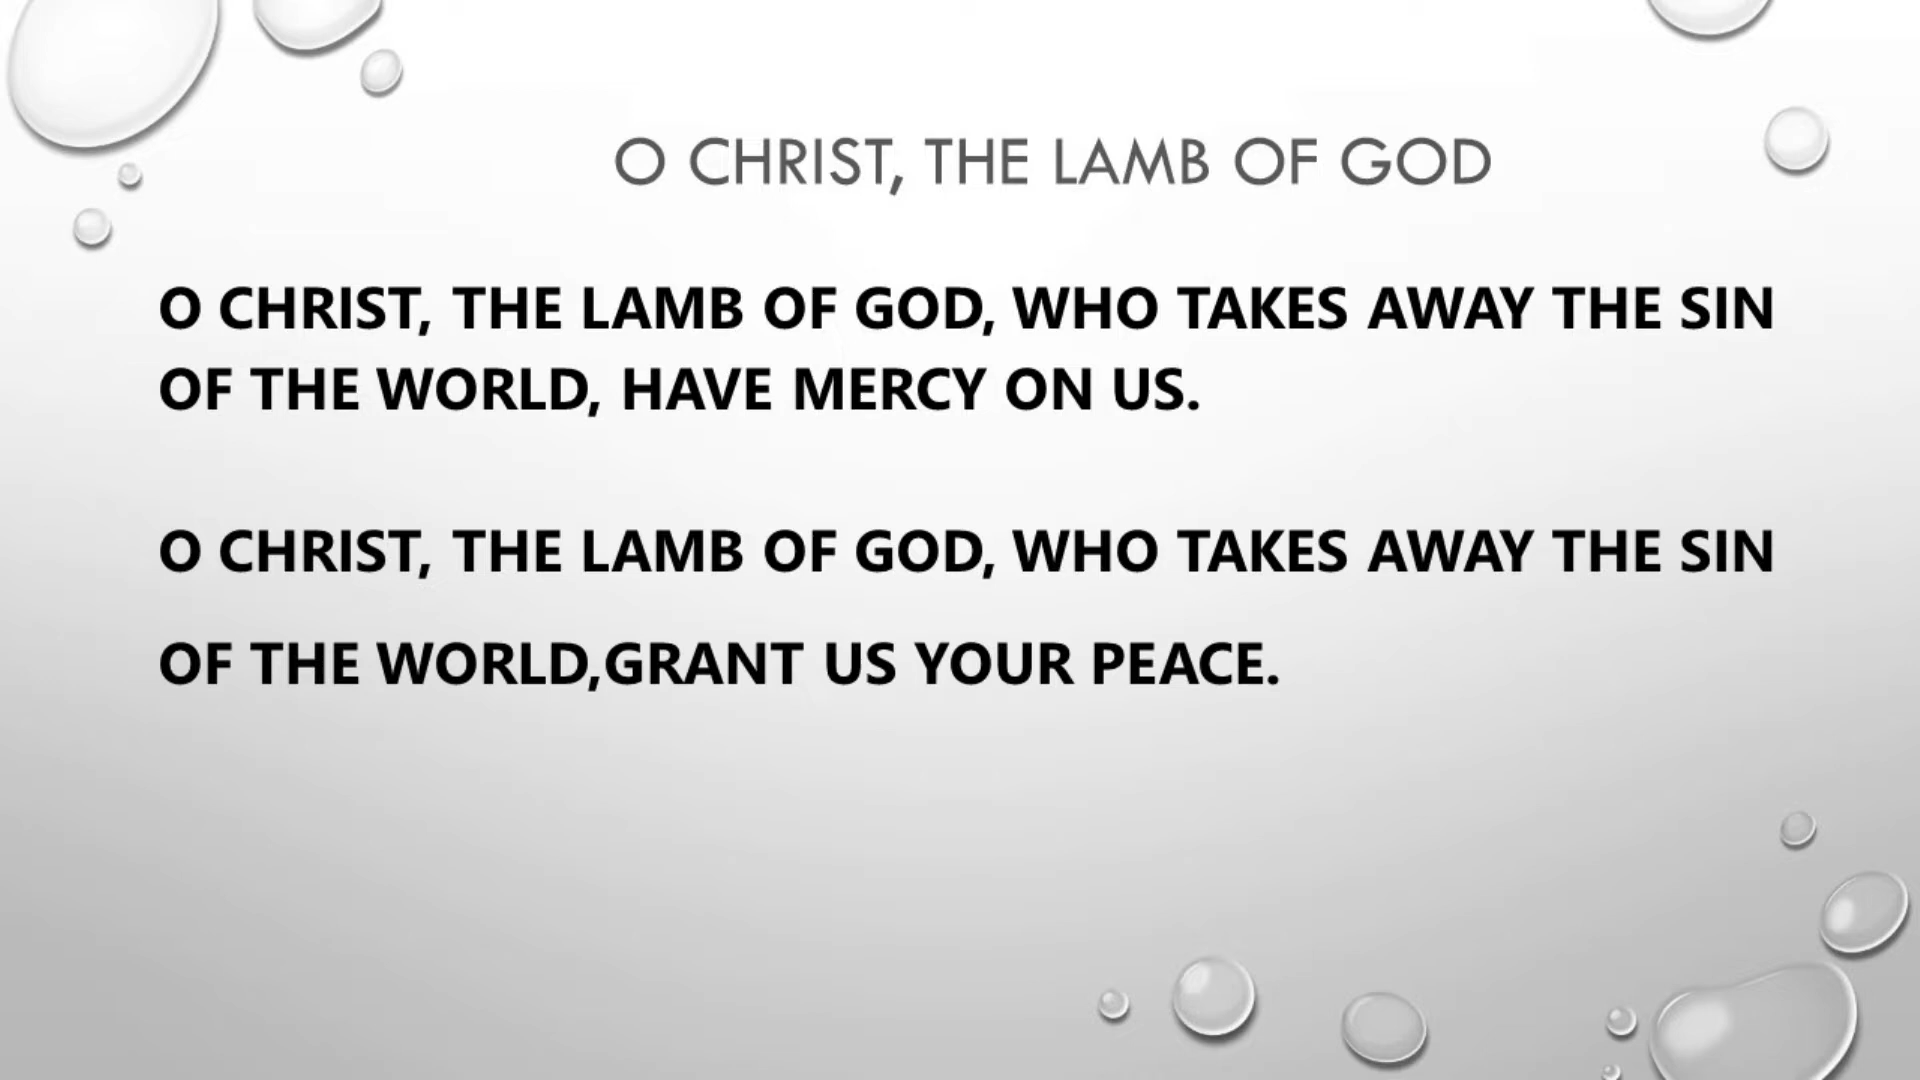 O CHRIST, THE LAMB OF GOD
O CHRIST, THE LAMB OF GOD, WHO TAKES AWAY THE SIN
OF THE WORLD, HAVE MERCY ON US.
O CHRIST, THE LAMB OF GOD, WHO TAKES AWAY THE SIN
OF THE WORLD,GRANT US YOUR PEACE.